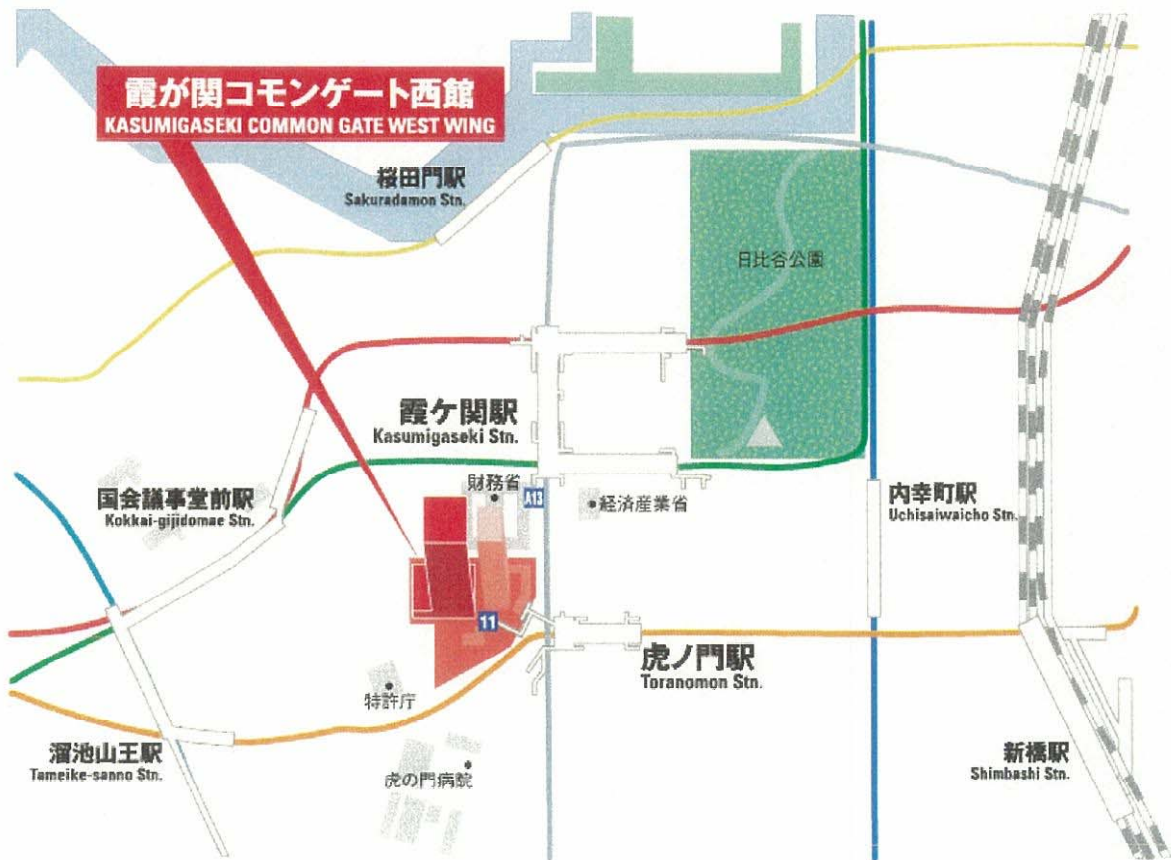 霞が関コモンゲート西館
KASUMIGASEKI COMMON GATE WEST WING
桜田門駅
Sakuradamon Stn.
日比谷公園
霞ケ関駅
Kasumigaseki Stn.
国会議事堂前駅
Kokkai-gijidomae Stn.
財務省
A13
経済産業省
内幸町駅
Uchisaiwaicho Stn.
11
虎ノ門駅
Toranomon Stn.
特許庁
溜池山王駅
Tameike-sanno Stn.
虎の門病院
新橋駅
Shimbashi Stn.